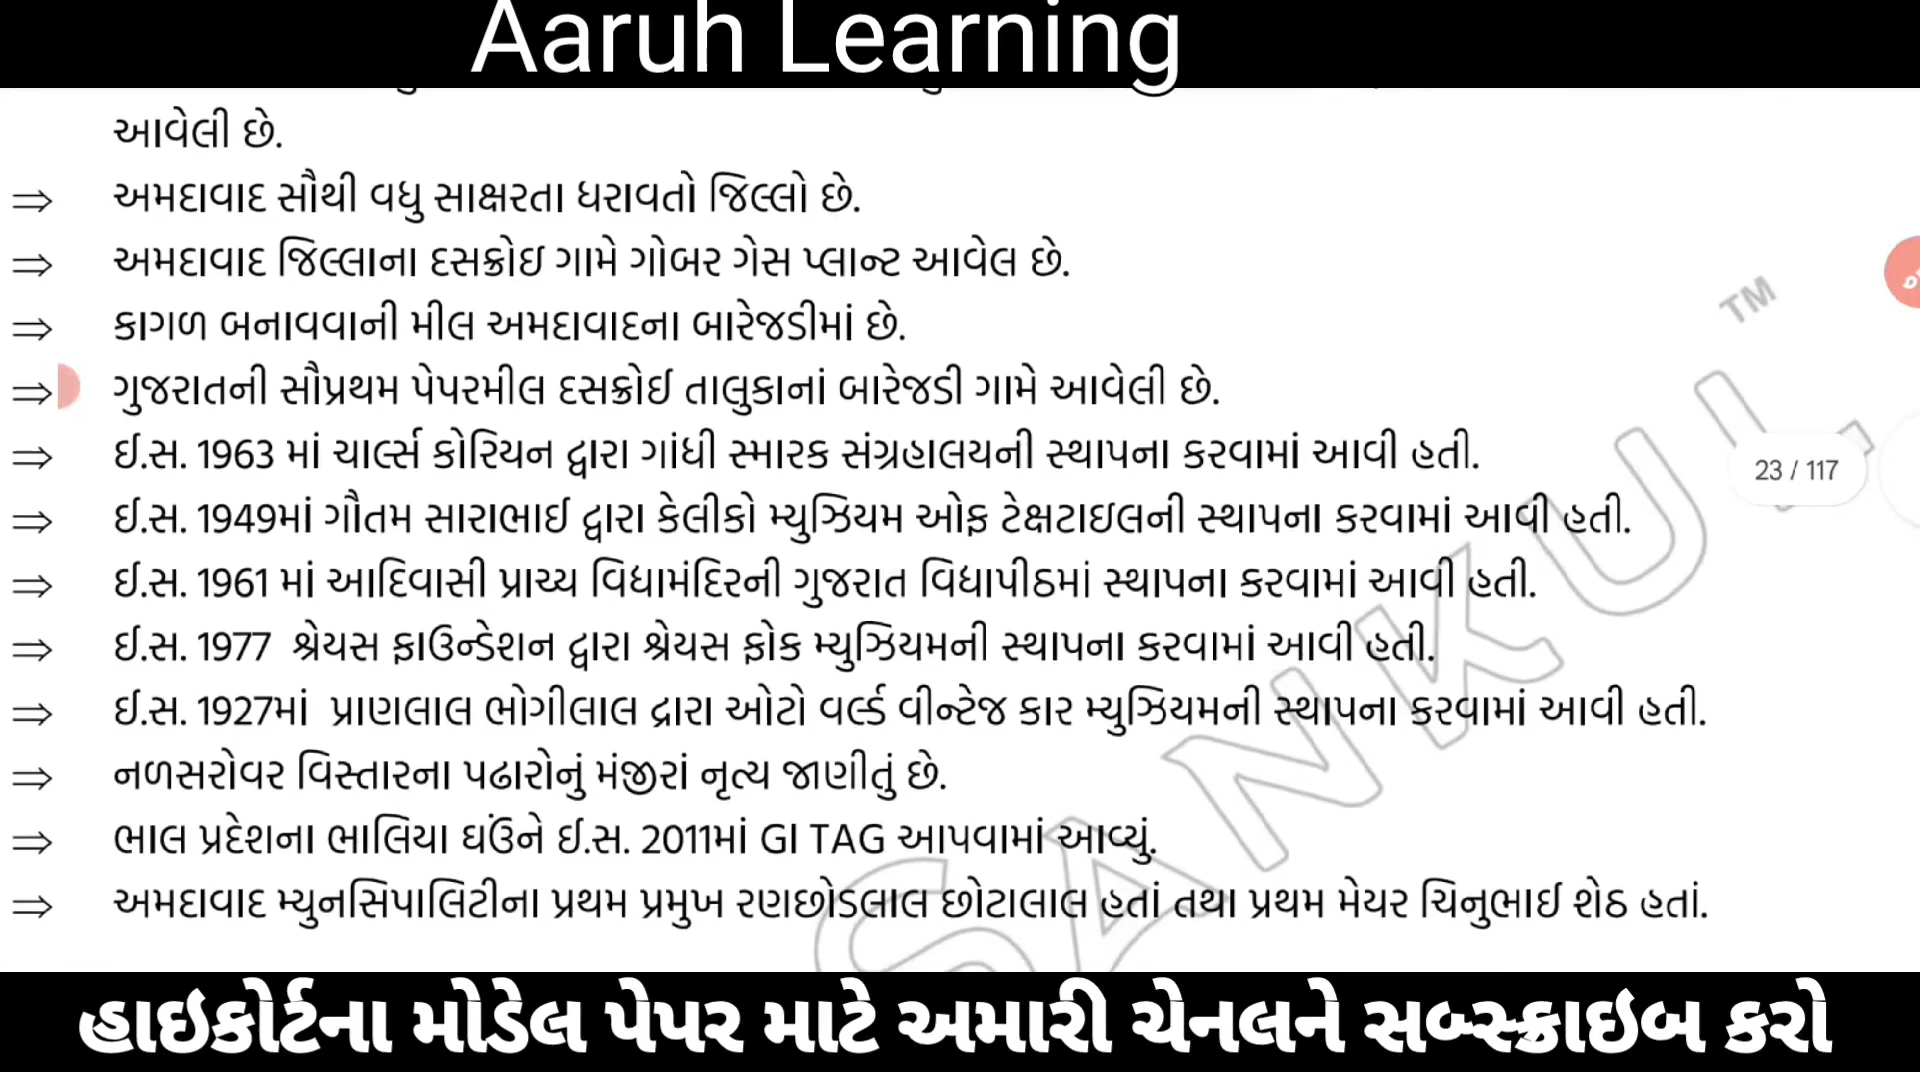 Aaruh Learning
આવેલી છે.
⇒ અમદાવાદ સૌથી વધુ સાક્ષરતા ધરાવતો જિલ્લો છે.
⇒ અમદાવાદ જિલ્લાના દસક્રોઇ ગામે ગોબર ગેસ પ્લાન્ટ આવેલ છે.
⇒ કાગળ બનાવવાની મીલ અમદાવાદના બારેજડીમાં છે.
⇒ ગુજરાતની સૌપ્રથમ પેપરમીલ દસક્રોઈ તાલુકાનાં બારેજડી ગામે આવેલી છે.
⇒ ઈ.સ. 1963 માં ચાર્લ્સ કોરિયન દ્વારા ગાંધી સ્મારક સંગ્રહાલયની સ્થાપના કરવામાં આવી હતી.
⇒ ઈ.સ. 1949માં ગૌતમ સારાભાઈ દ્વારા કેલીકો મ્યુઝિયમ ઓફ ટેક્ષટાઇલની સ્થાપના કરવામાં આવી હતી.
⇒ ઈ.સ. 1961 માં આદિવાસી પ્રાચ્ય વિદ્યામંદિરની ગુજરાત વિદ્યાપીઠમાં સ્થાપના કરવામાં આવી હતી.
⇒ ઈ.સ. 1977 શ્રેયસ ફાઉન્ડેશન દ્વારા શ્રેયસ ફોક મ્યુઝિયમની સ્થાપના કરવામાં આવી હતી.
⇒ ઈ.સ. 1927માં પ્રાણલાલ ભોગીલાલ દ્રારા ઓટો વર્લ્ડ વીન્ટેજ કાર મ્યુઝિયમની સ્થાપના કરવામાં આવી હતી.
⇒ નળસરોવર વિસ્તારના પઢારોનું મંજીરાં નૃત્ય જાણીતું છે.
⇒ ભાલ પ્રદેશના ભાલિયા ઘઉંને ઈ.સ. 2011માં GI TAG આપવામાં આવ્યું.
⇒ અમદાવાદ મ્યુનસિપાલિટીના પ્રથમ પ્રમુખ રણછોડલાલ છોટાલાલ હતાં તથા પ્રથમ મેયર ચિનુભાઈ શેઠ હતાં.
23 / 117
SANKUL TM
હાઇકોર્ટના મોડેલ પેપર માટે અમારી ચેનલને સબ્સ્ક્રાઇબ કરો